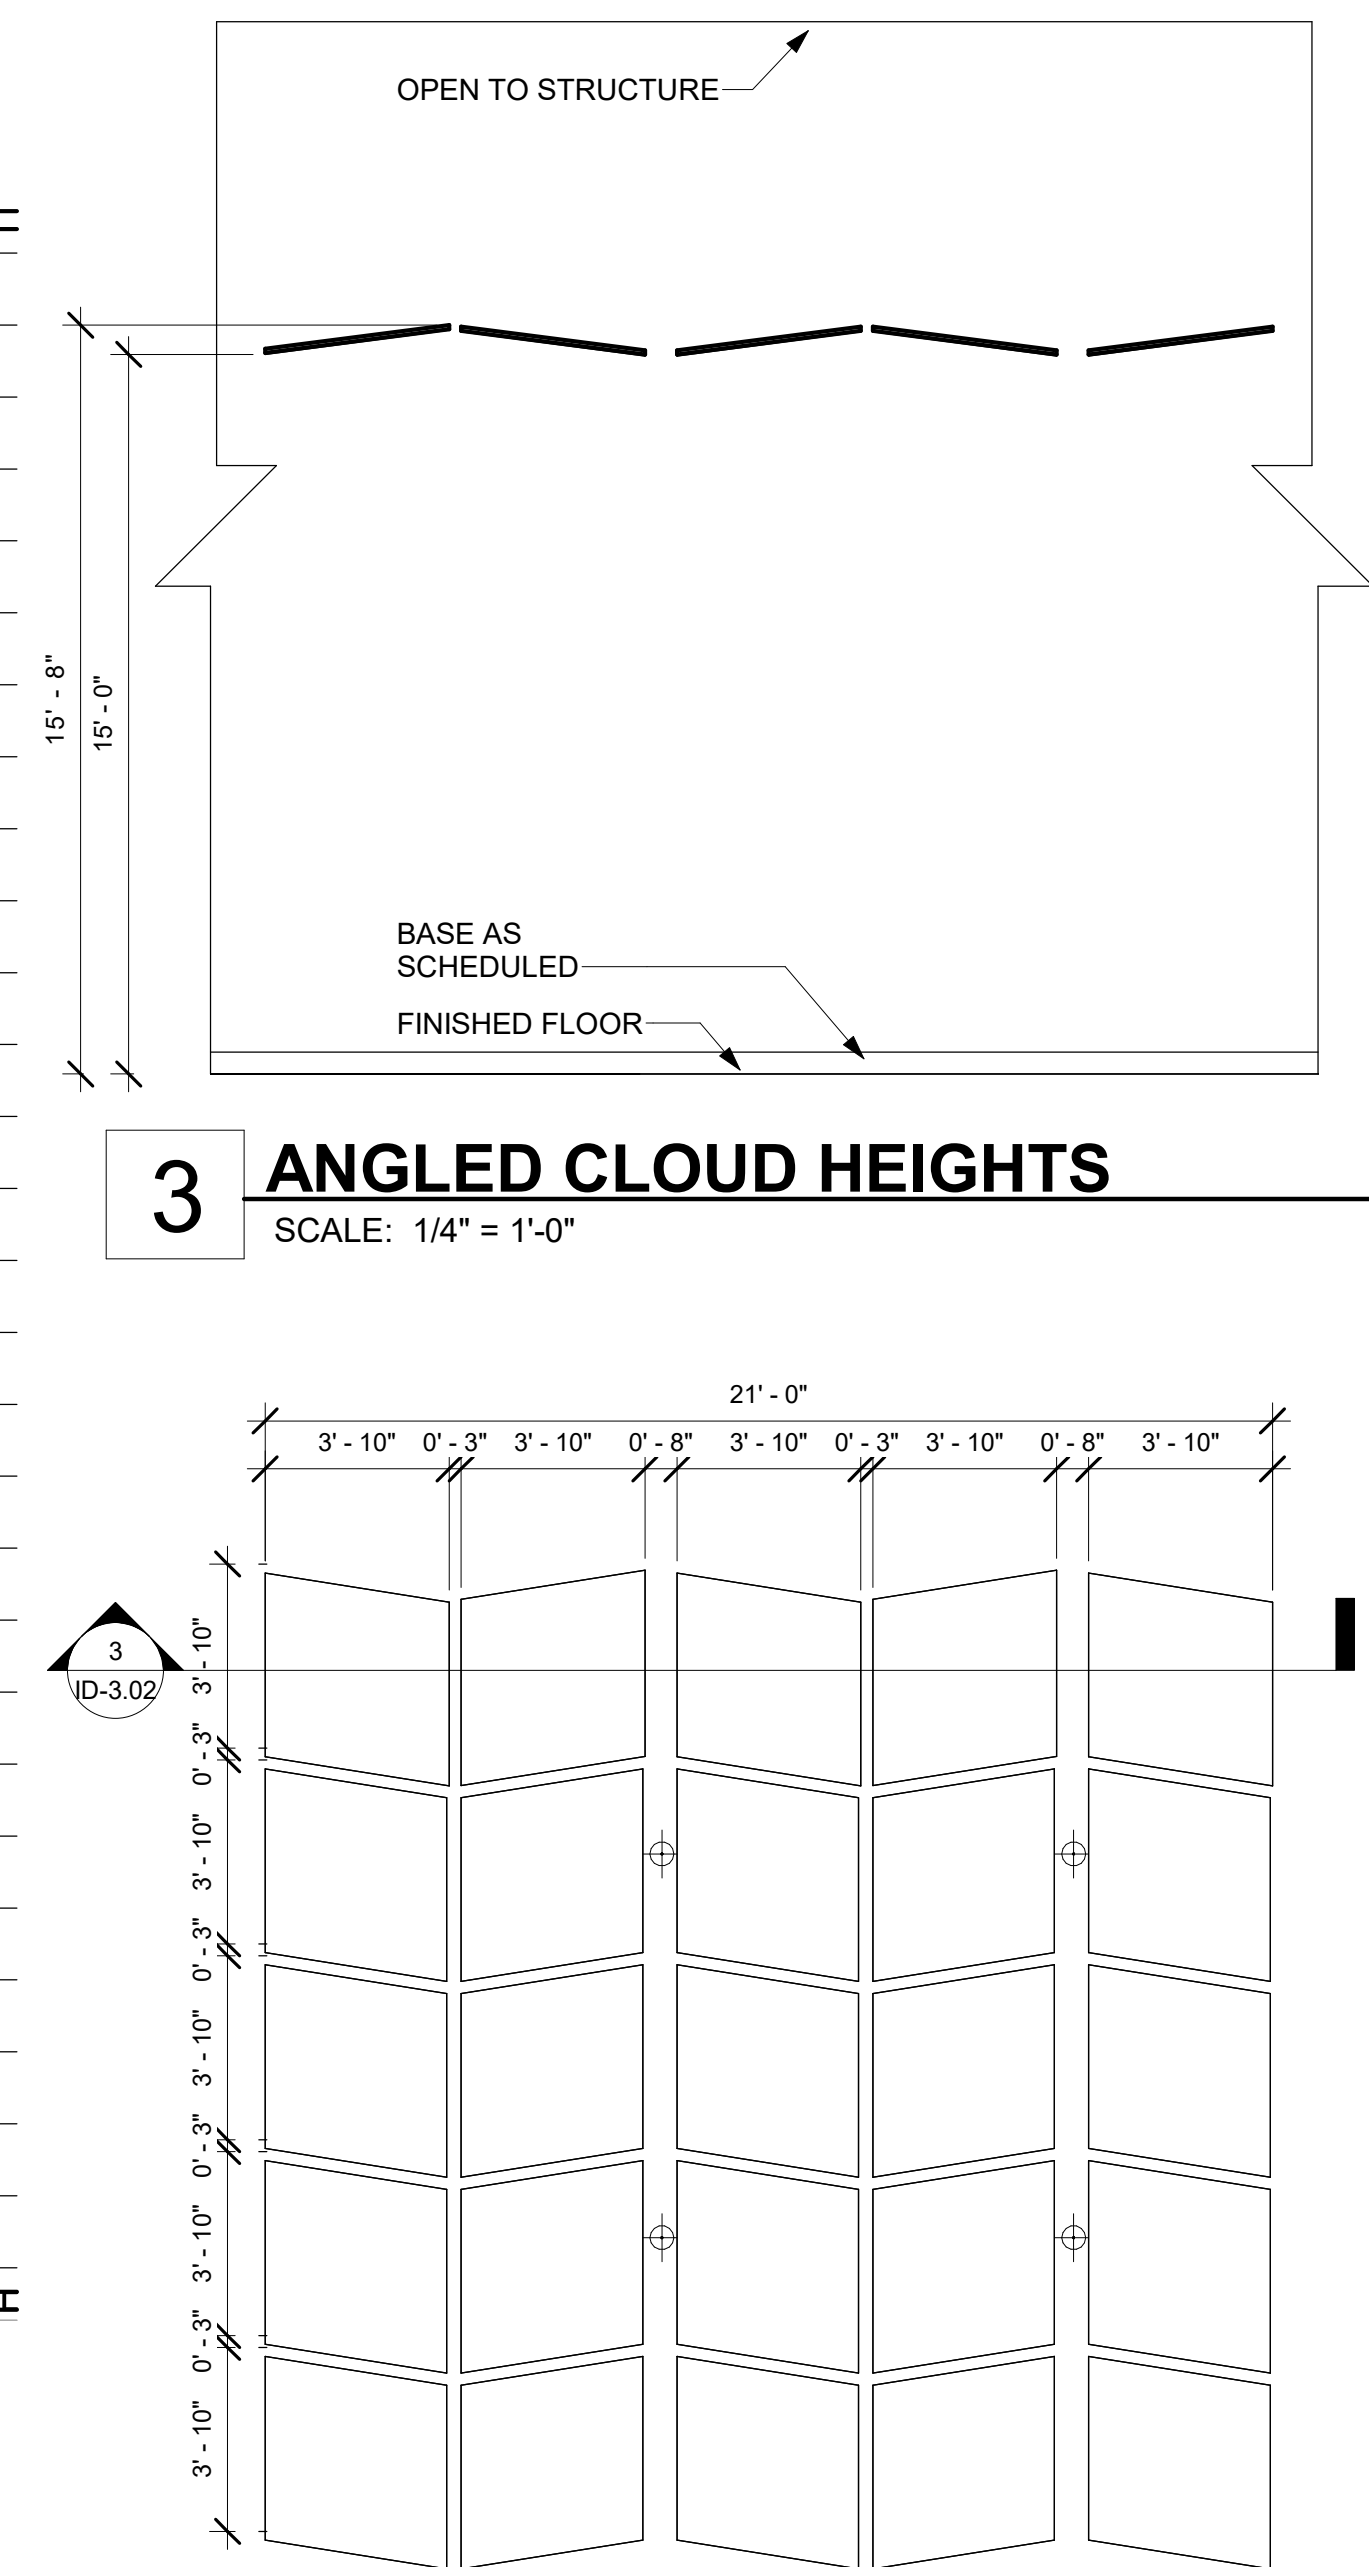 OPEN TO STRUCTURE
15' - 8"
15' - 0"
BASE AS
SCHEDULED
FINISHED FLOOR
3
ANGLED CLOUD HEIGHTS
SCALE: 1/4" = 1'-0"
21' - 0"
3' - 10" 0' - 3" 3' - 10" 0' - 8" 3' - 10" 0' - 3" 3' - 10" 0' - 8" 3' - 10"
3
ID-3.02
3' - 10"
0' - 3"
3' - 10"
0' - 3"
3' - 10"
0' - 3"
3' - 10"
0' - 3"
3' - 10"